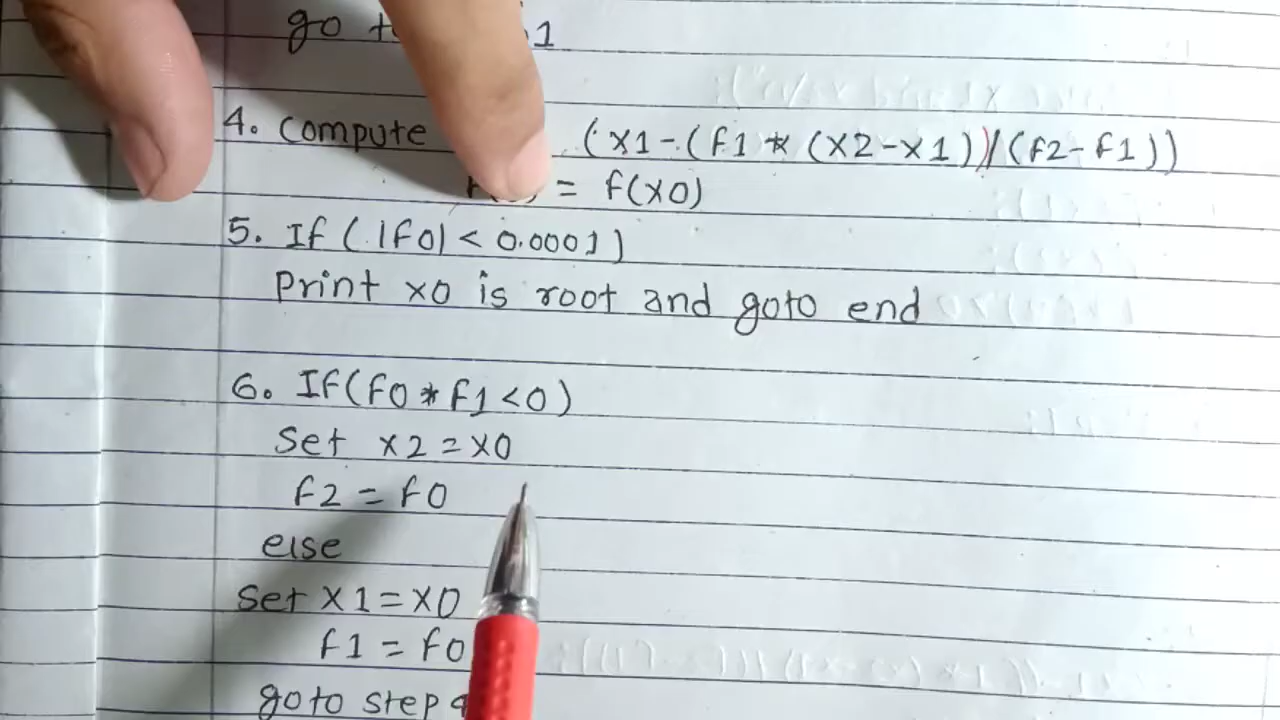 go 1
4. Compute (x1-(f1*(x2-x1))/(f2-f1))
= f(x0)
5. If (|f0|<0.0001)
Print x0 is root and goto end
6. If(f0*f1<0)
Set x2=x0
f2=f0
else
Set x1=x0
f1=f0
goto step